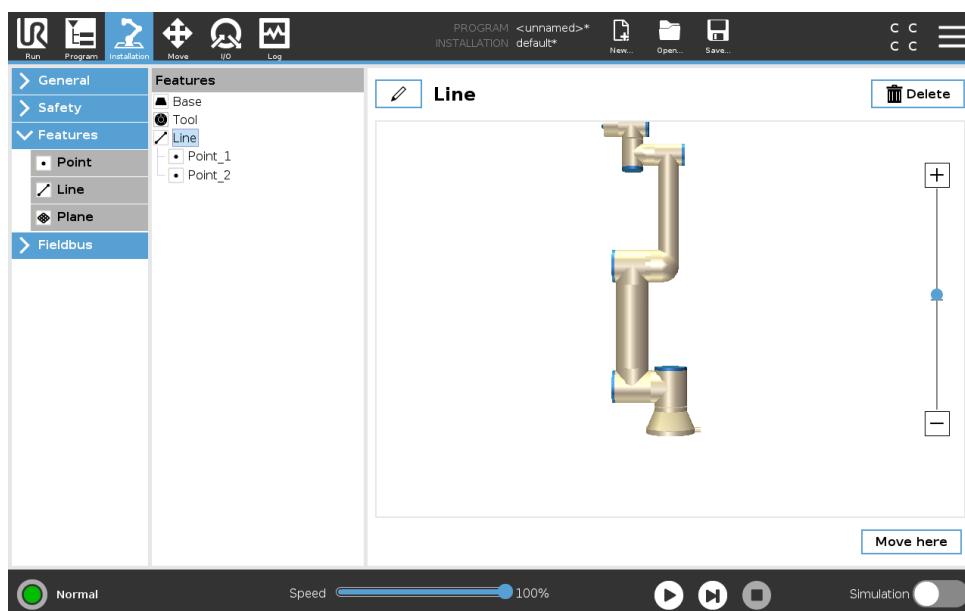 PROGRAM <unnamed>*
INSTALLATION default*
UR
Run
Program
Installation
Move
I/O
Log
New...
Open...
Save...
C C
C C
General
Safety
Features
Point
Line
Plane
Fieldbus
Features
Base
Tool
Line
Point_1
Point_2
Line
Delete
+
−
Move here
Normal
Speed
100%
Simulation